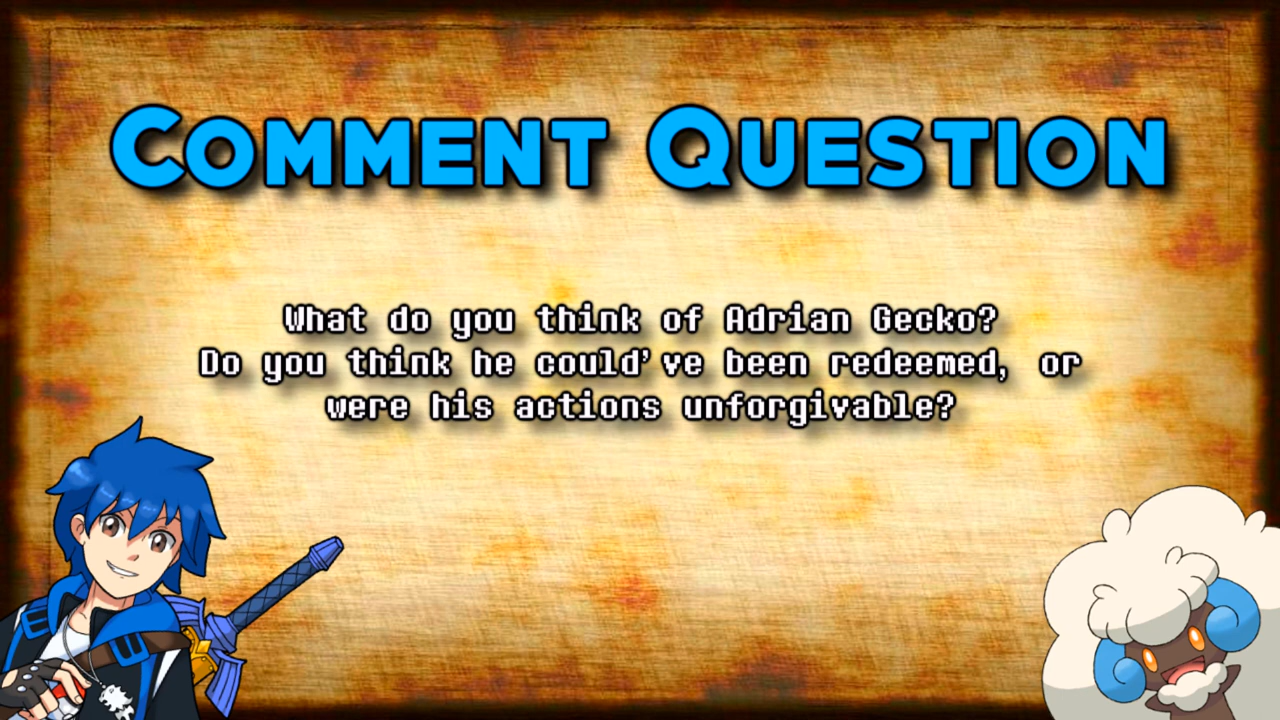 Comment Question
What do you think of Adrian Gecko?
Do you think he could've been redeemed, or
were his actions unforgivable?